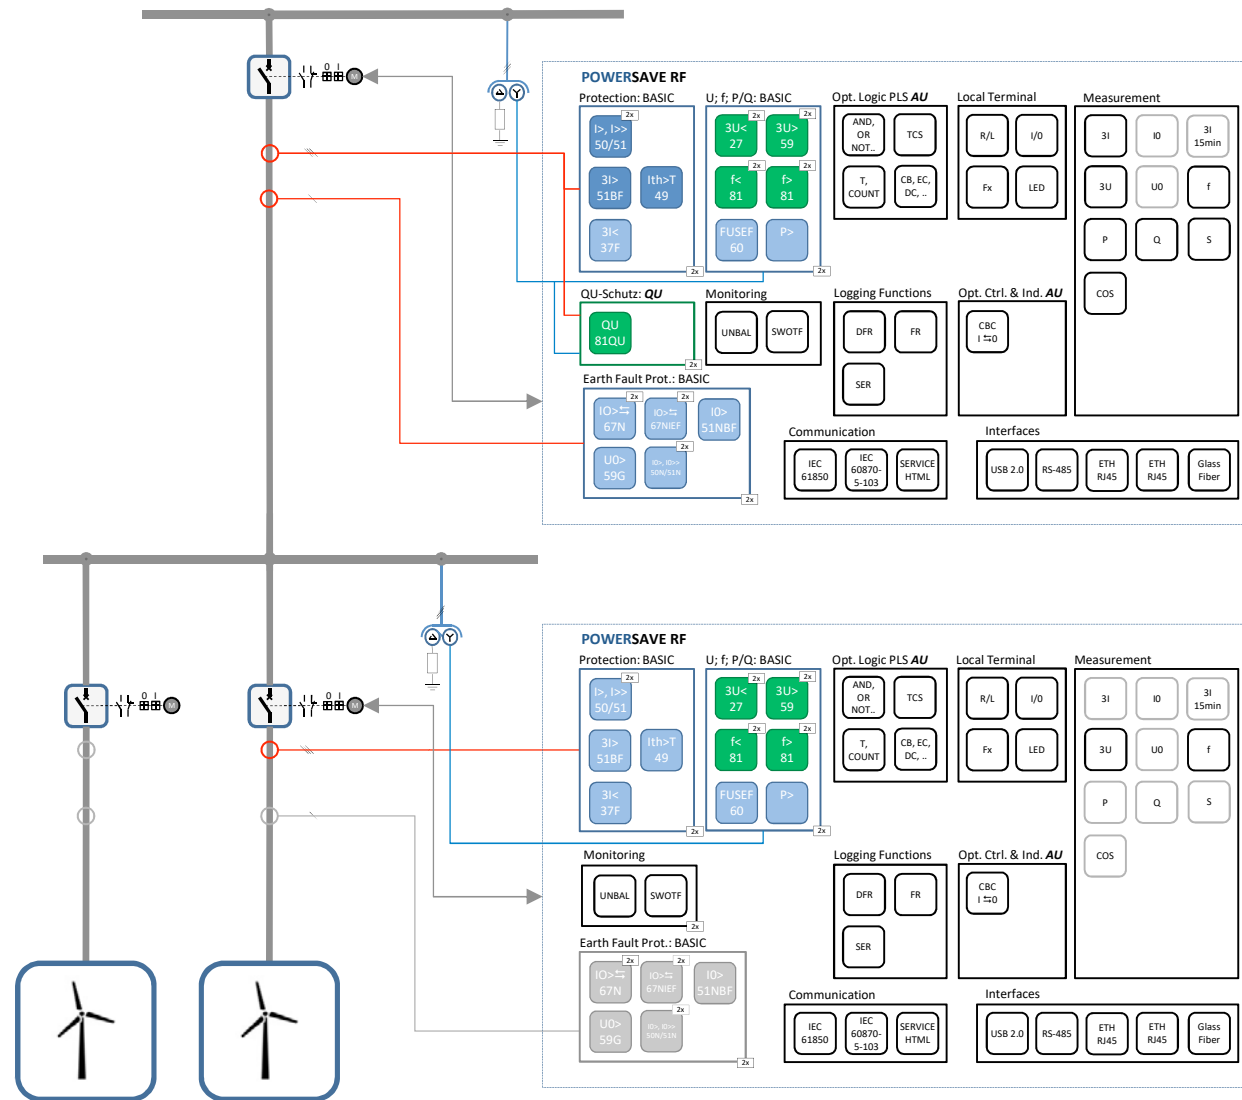 POWERSAVE RF
Protection: BASIC
U; f; P/Q: BASIC
Opt. Logic PLS AU
Local Terminal
Measurement
2x
2x
2x
I>, I>>
50/51
3U<
27
3U>
59
AND,
OR
NOT..
TCS
R/L
I/0
3I
I0
3I
15min
O I
M
2x
2x
3I>
51BF
Ith>T
49
f<
81
f>
81
T,
COUNT
CB, EC,
DC, ..
Fx
LED
3U
U0
f
3I<
37F
FUSEF
60
P>
P
Q
S
2x
2x
COS
QU-Schutz: QU
Monitoring
Logging Functions
Opt. Ctrl. & Ind. AU
QU
81QU
UNBAL
SWOTF
DFR
FR
CBC
I ⇆0
2x
SER
Earth Fault Prot.: BASIC
2x
2x
IO>⇆
67N
IO>⇆
67NIEF
I0>
51NBF
2x
U0>
59G
I0>, I0>>
50N/51N
2x
Communication
Interfaces
IEC
61850
IEC
60870-
5-103
SERVICE
HTML
USB 2.0
RS-485
ETH
RJ45
ETH
RJ45
Glass
Fiber
POWERSAVE RF
Protection: BASIC
U; f; P/Q: BASIC
Opt. Logic PLS AU
Local Terminal
Measurement
2x
2x
2x
I>, I>>
50/51
3U<
27
3U>
59
AND,
OR
NOT..
TCS
R/L
I/0
3I
I0
3I
15min
O I
M
O I
M
2x
2x
3I>
51BF
Ith>T
49
f<
81
f>
81
T,
COUNT
CB, EC,
DC, ..
Fx
LED
3U
U0
f
3I<
37F
FUSEF
60
P>
P
Q
S
2x
2x
COS
Monitoring
Logging Functions
Opt. Ctrl. & Ind. AU
UNBAL
SWOTF
DFR
FR
CBC
I ⇆0
2x
SER
Earth Fault Prot.: BASIC
2x
2x
IO>⇆
67N
IO>⇆
67NIEF
I0>
51NBF
2x
U0>
59G
I0>, I0>>
50N/51N
2x
Communication
Interfaces
IEC
61850
IEC
60870-
5-103
SERVICE
HTML
USB 2.0
RS-485
ETH
RJ45
ETH
RJ45
Glass
Fiber